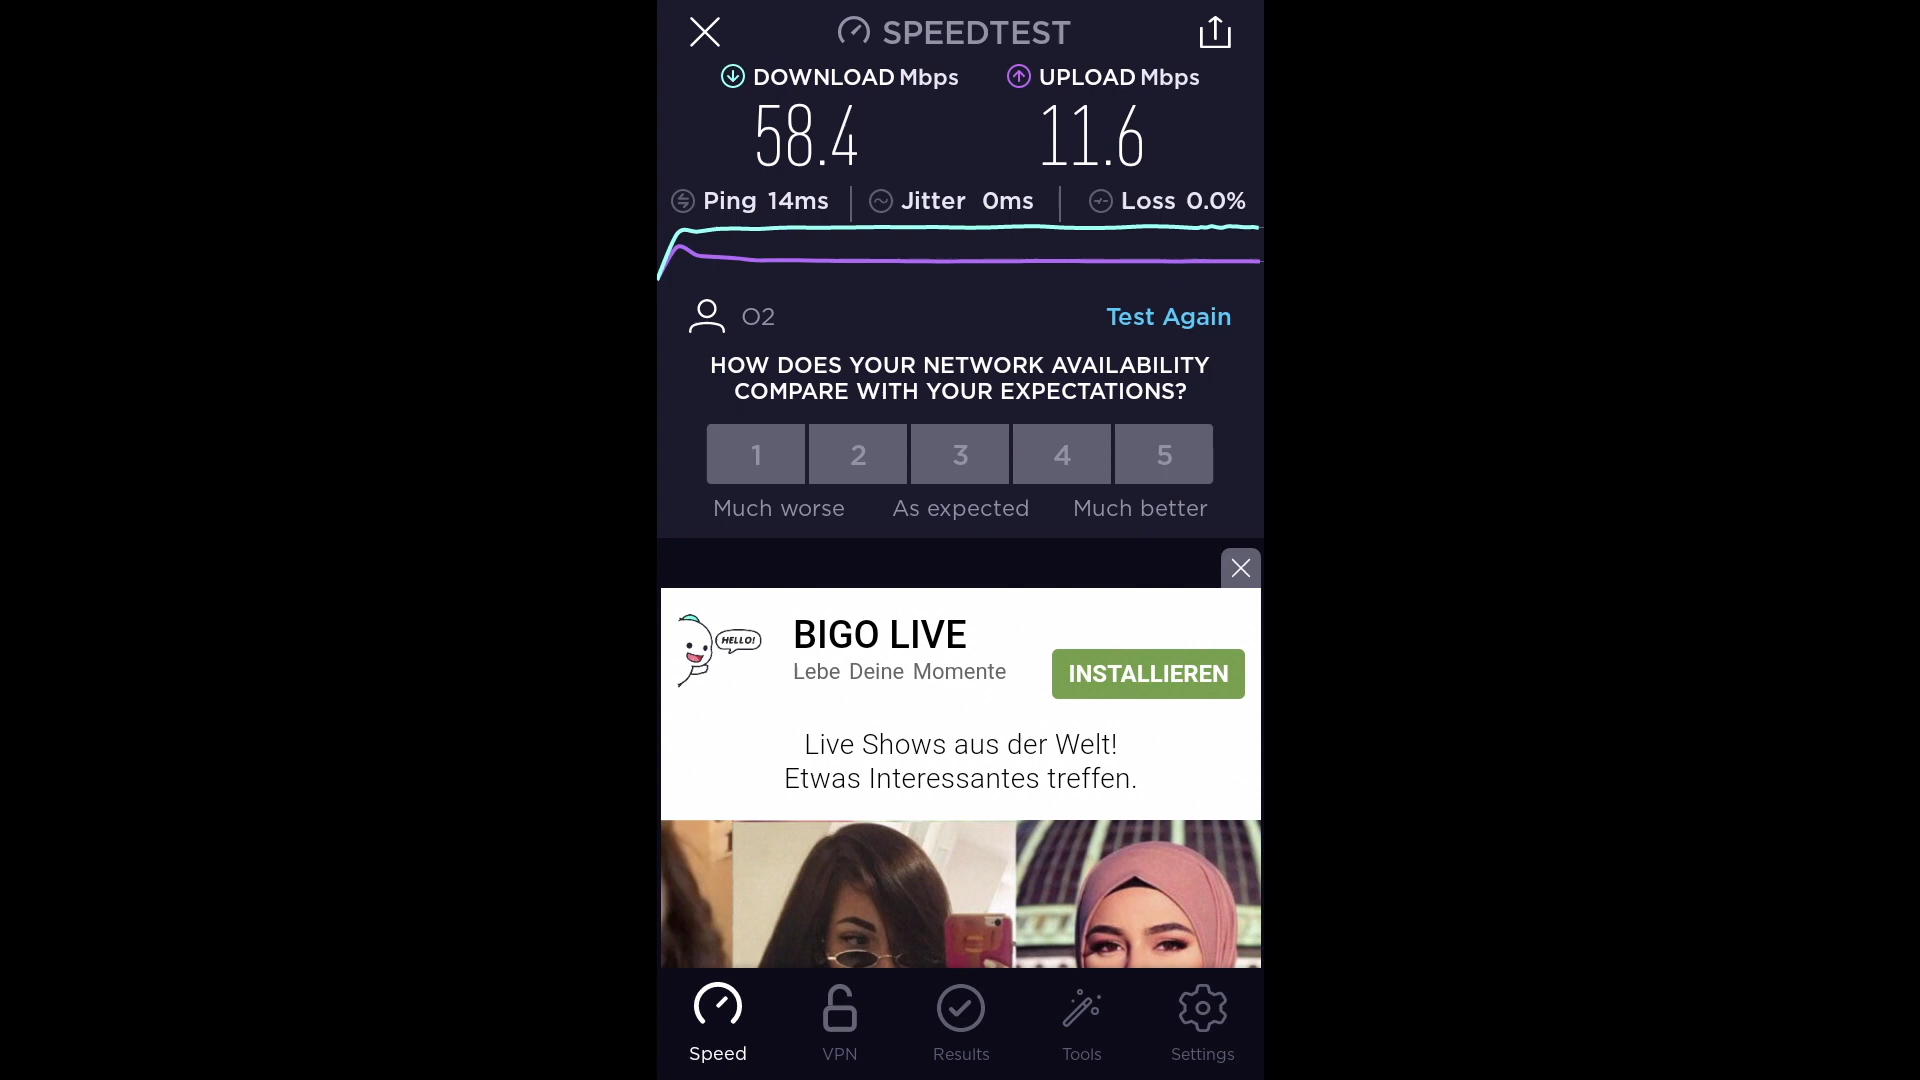 SPEEDTEST
DOWNLOAD Mbps UPLOAD Mbps
58.4 11.6
Ping 14ms Jitter 0ms Loss 0.0%
O2 Test Again
HOW DOES YOUR NETWORK AVAILABILITY
COMPARE WITH YOUR EXPECTATIONS?
1 2 3 4 5
Much worse As expected Much better
HELLO!
BIGO LIVE
Lebe Deine Momente
INSTALLIEREN
Live Shows aus der Welt!
Etwas Interessantes treffen.
Speed VPN Results Tools Settings